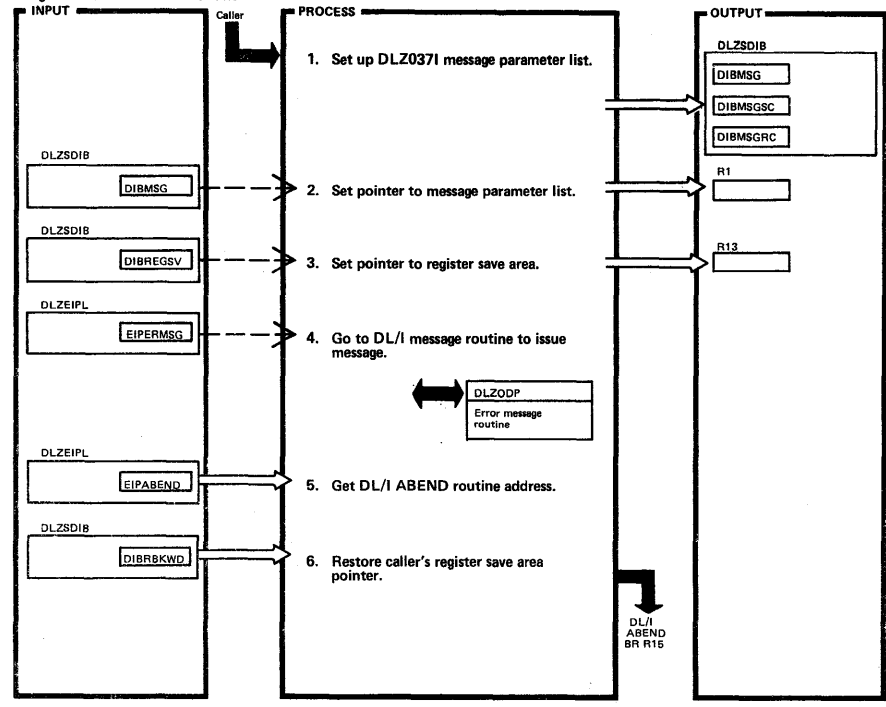 INPUT
Caller
PROCESS
OUTPUT
1. Set up DLZ037I message parameter list.
DLZSDIB
DIBMSG
DIBMSGSC
DIBMSGRC
DLZSDIB
DIBMSG
2. Set pointer to message parameter list.
R1
DLZSDIB
DIBREGSV
3. Set pointer to register save area.
R13
DLZEIPL
EIPERMSG
4. Go to DL/I message routine to issue
message.
DLZODP
Error message
routine
DLZEIPL
EIPABEND
5. Get DL/I ABEND routine address.
DLZSDIB
DIBRBKWD
6. Restore caller's register save area
pointer.
DL/I
ABEND
BR R15